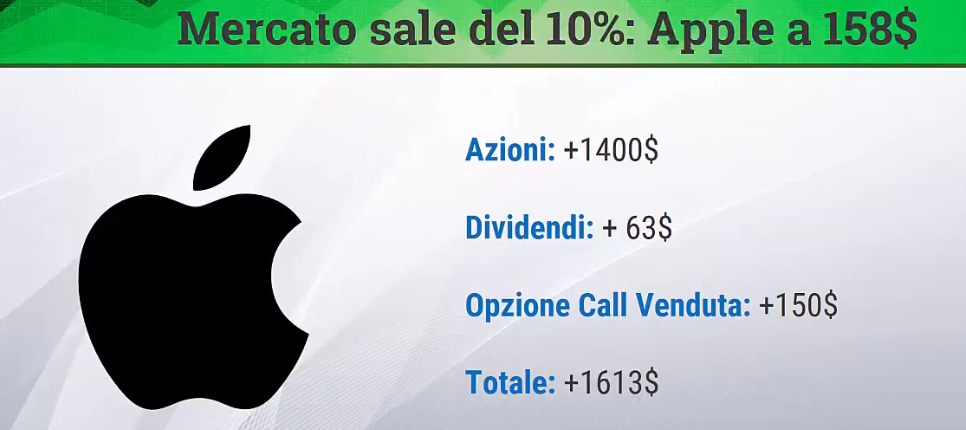 Mercato sale del 10%: Apple a 158$
Azioni: +1400$
Dividendi: + 63$
Opzione Call Venduta: +150$
Totale: +1613$